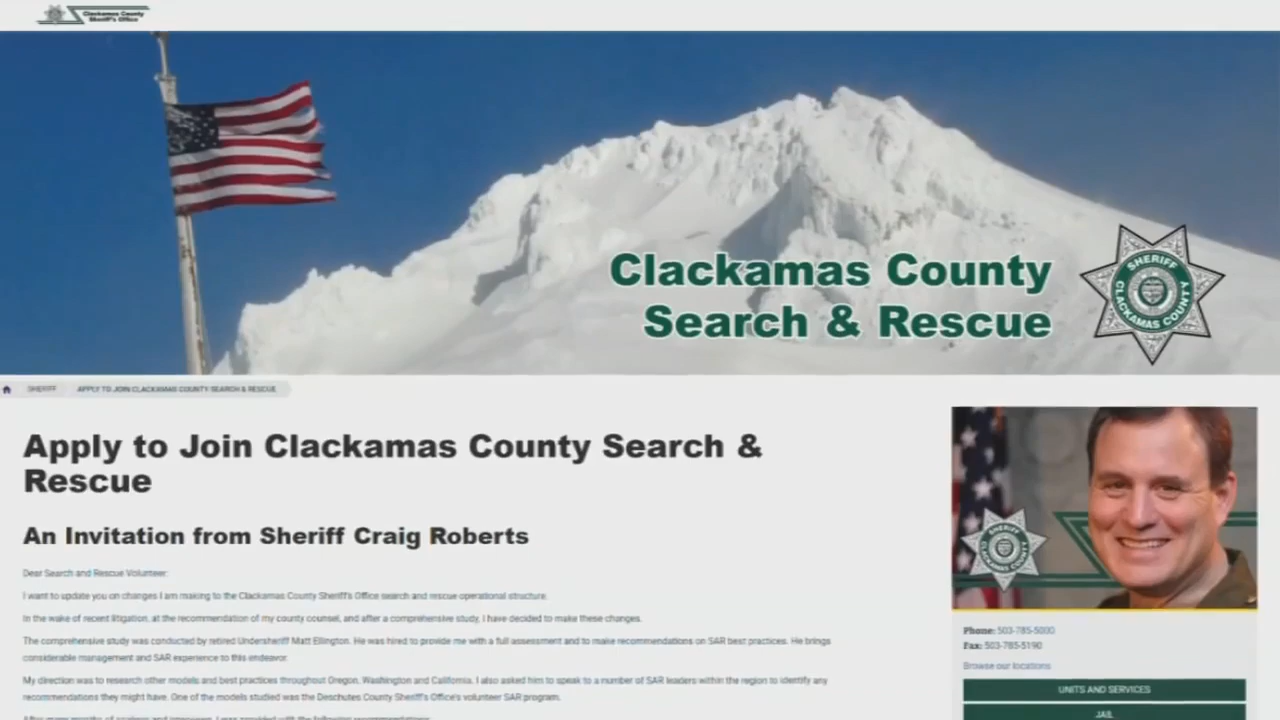 Clackamas County
Sheriff's Office
Clackamas County
Search & Rescue
SHERIFF
CLACKAMAS COUNTY
SHERIFF
APPLY TO JOIN CLACKAMAS COUNTY SEARCH & RESCUE
Apply to Join Clackamas County Search &
Rescue
An Invitation from Sheriff Craig Roberts
Dear Search and Rescue Volunteer:
I want to update you on changes I am making to the Clackamas County Sheriff's Office search and rescue operational structure.
In the wake of recent litigation, at the recommendation of my county counsel, and after a comprehensive study, I have decided to make these changes.
The comprehensive study was conducted by retired Undersheriff Matt Ellington. He was hired to provide me with a full assessment and to make recommendations on SAR best practices. He brings
considerable management and SAR experience to this endeavor.
My direction was to research other models and best practices throughout Oregon, Washington and California. I also asked him to speak to a number of SAR leaders within the region to identify any
recommendations they might have. One of the models studied was the Deschutes County Sheriff's Office's volunteer SAR program.
SHERIFF
CLACKAMAS COUNTY
Phone: 503-785-5000
Fax: 503-785-5190
Browse our locations
UNITS AND SERVICES
JAIL